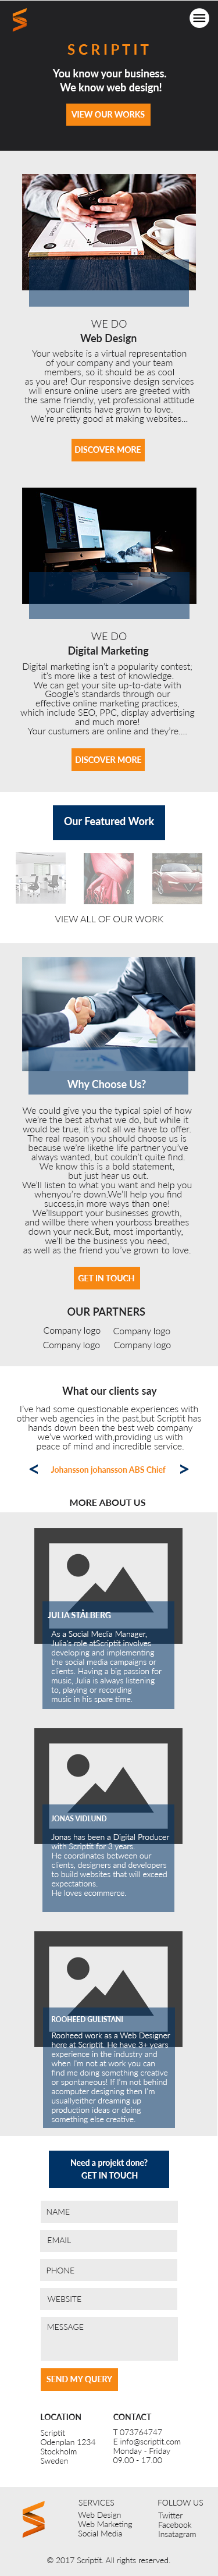 SCRIPTIT
You know your business.
We know web design!
VIEW OUR WORKS
WE DO
Web Design
Your website is a virtual representation
of your company and your team
members, so it should be as cool
as you are! Our responsive design services
will ensure online users are greeted with
the same friendly, yet professional attitude
your clients have grown to love.
We're pretty good at making websites...
DISCOVER MORE
WE DO
Digital Marketing
Digital marketing isn't a popularity contest;
it's more like a test of knowledge.
We can get your site up-to-date with
Google's standards through our
effective online marketing practices,
which include SEO, PPC, display advertising
and much more!
Your custumers are online and they're....
DISCOVER MORE
Our Featured Work
VIEW ALL OF OUR WORK
Why Choose Us?
We could give you the typical spiel of how
we're the best atwhat we do, but while it
would be true, it's not all we have to offer.
The real reason you should choose us is
because we're likethe life partner you've
always wanted, but couldn't quite find.
We know this is a bold statement,
but just hear us out.
We'll listen to what you want and help you
whenyou're down.We'll help you find
success,in more ways than one!
We'llsupport your businesses growth,
and willbe there when yourboss breathes
down your neck.But, most importantly,
we'll be the business you need,
as well as the friend you've grown to love.
GET IN TOUCH
OUR PARTNERS
Company logo Company logo
Company logo Company logo
What our clients say
I've had some questionable experiences with
other web agencies in the past,but Scriptit has
hands down been the best web company
we've worked with,providing us with
peace of mind and incredible service.
< Johansson johansson ABS Chief >
MORE ABOUT US
JULIA STÅLBERG
As a Social Media Manager,
Julia's role atScriptit involves
developing and implementing
the social media campaigns or
clients. Having a big passion for
music, Julia is always listening
to, playing or recording
music in his spare time.
JONAS VIDLUND
Jonas has been a Digital Producer
with Scriptit for 3 years.
He coordinates between our
clients, designers and developers
to build websites that will exceed
expectations.
He loves ecommerce.
ROOHEED GULISTANI
Rooheed work as a Web Designer
here at Scriptit. He have 3+ years
experience in the industry and
when I'm not at work you can
find me doing something creative
or spontaneous! If I'm not behind
acomputer designing then I'm
usuallyeither dreaming up
production ideas or doing
something else creative.
Need a projekt done?
GET IN TOUCH
NAME
EMAIL
PHONE
WEBSITE
MESSAGE
SEND MY QUERY
LOCATION
Scriptit
Odenplan 1234
Stockholm
Sweden
CONTACT
T 073764747
E info@scriptit.com
Monday - Friday
09.00 - 17.00
SERVICES
Web Design
Web Marketing
Social Media
FOLLOW US
Twitter
Facebook
Insatagram
© 2017 Scriptit. All rights reserved.